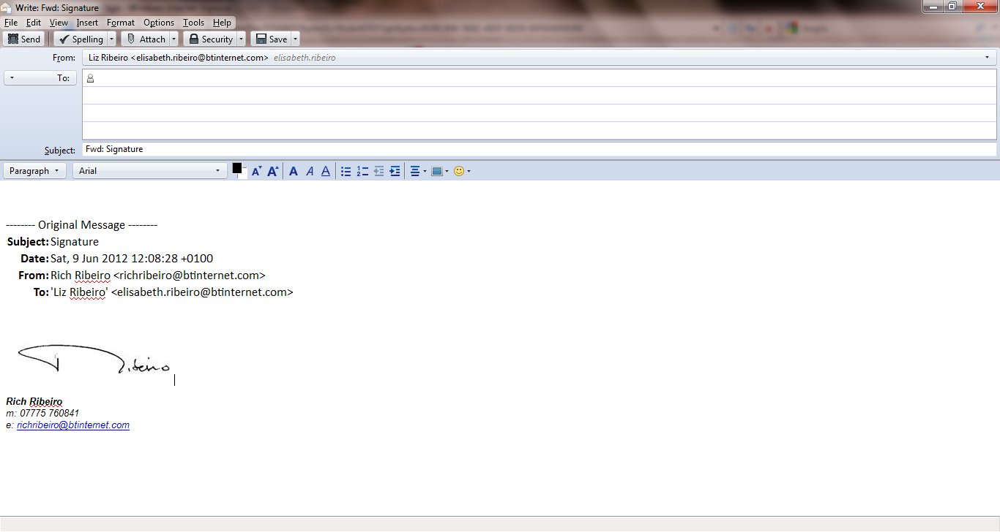 Write: Fwd: Signature
File Edit View Insert Format Options Tools Help
Send Spelling Attach Security Save
From: Liz Ribeiro <elisabeth.ribeiro@btinternet.com> elisabeth.ribeiro
To:
Subject: Fwd: Signature
Paragraph Arial
-------- Original Message --------
Subject: Signature
Date: Sat, 9 Jun 2012 12:08:28 +0100
From: Rich Ribeiro <richribeiro@btinternet.com>
To: 'Liz Ribeiro' <elisabeth.ribeiro@btinternet.com>
Ribeiro
Rich Ribeiro
m: 07775 760841
e: richribeiro@btinternet.com